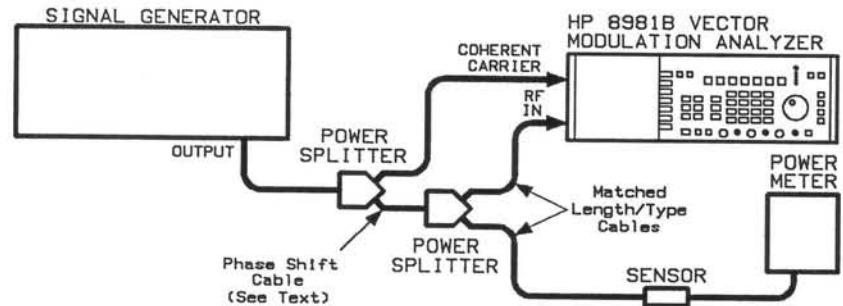 SIGNAL GENERATOR
HP 8981B VECTOR
MODULATION ANALYZER
COHERENT
CARRIER
RF
IN
OUTPUT
POWER
SPLITTER
POWER
METER
Matched
Length/Type
Cables
POWER
SPLITTER
Phase Shift
Cable
(See Text)
SENSOR